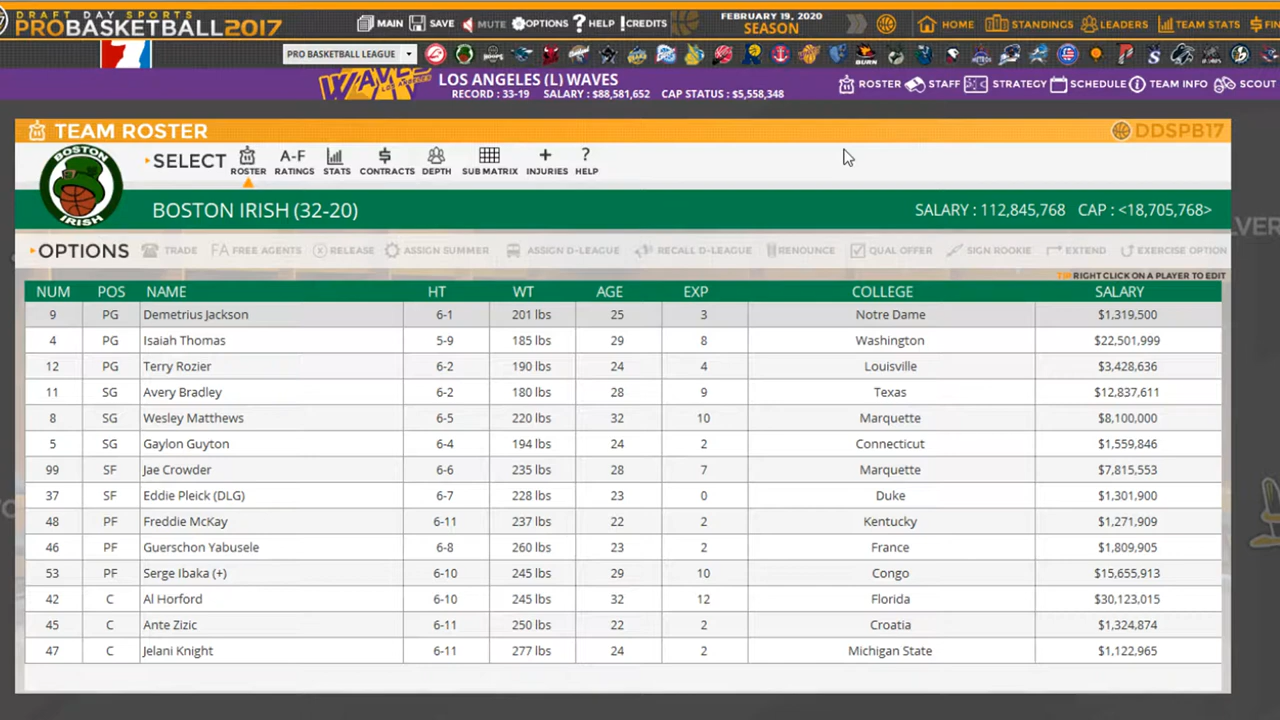 DRAFT DAY SPORTS
PROBASKETBALL2017
MAIN SAVE MUTE OPTIONS HELP CREDITS
FEBRUARY 19, 2020
SEASON
HOME STANDINGS LEADERS TEAM STATS
PRO BASKETBALL LEAGUE
WAVES
LOS ANGELES
LOS ANGELES (L) WAVES
RECORD : 33-19 SALARY : $88,581,652 CAP STATUS : $5,558,348
ROSTER STAFF STRATEGY SCHEDULE TEAM INFO SCOUT
TEAM ROSTER
DDSPB17
BOSTON
IRISH
SELECT
ROSTER RATINGS STATS CONTRACTS DEPTH SUB MATRIX INJURIES HELP
A-F
BOSTON IRISH (32-20)
SALARY : 112,845,768 CAP : <18,705,768>
OPTIONS TRADE FA FREE AGENTS RELEASE ASSIGN SUMMER ASSIGN D-LEAGUE RECALL D-LEAGUE RENOUNCE QUAL OFFER SIGN ROOKIE EXTEND EXERCISE OPTION
TIP RIGHT CLICK ON A PLAYER TO EDIT
NUM POS NAME HT WT AGE EXP COLLEGE SALARY
9 PG Demetrius Jackson 6-1 201 lbs 25 3 Notre Dame $1,319,500
4 PG Isaiah Thomas 5-9 185 lbs 29 8 Washington $22,501,999
12 PG Terry Rozier 6-2 190 lbs 24 4 Louisville $3,428,636
11 SG Avery Bradley 6-2 180 lbs 28 9 Texas $12,837,611
8 SG Wesley Matthews 6-5 220 lbs 32 10 Marquette $8,100,000
5 SG Gaylon Guyton 6-4 194 lbs 24 2 Connecticut $1,559,846
99 SF Jae Crowder 6-6 235 lbs 28 7 Marquette $7,815,553
37 SF Eddie Pleick (DLG) 6-7 228 lbs 23 0 Duke $1,301,900
48 PF Freddie McKay 6-11 237 lbs 22 2 Kentucky $1,271,909
46 PF Guerschon Yabusele 6-8 260 lbs 23 2 France $1,809,905
53 PF Serge Ibaka (+) 6-10 245 lbs 29 10 Congo $15,655,913
42 C Al Horford 6-10 245 lbs 32 12 Florida $30,123,015
45 C Ante Zizic 6-11 250 lbs 22 2 Croatia $1,324,874
47 C Jelani Knight 6-11 277 lbs 24 2 Michigan State $1,122,965